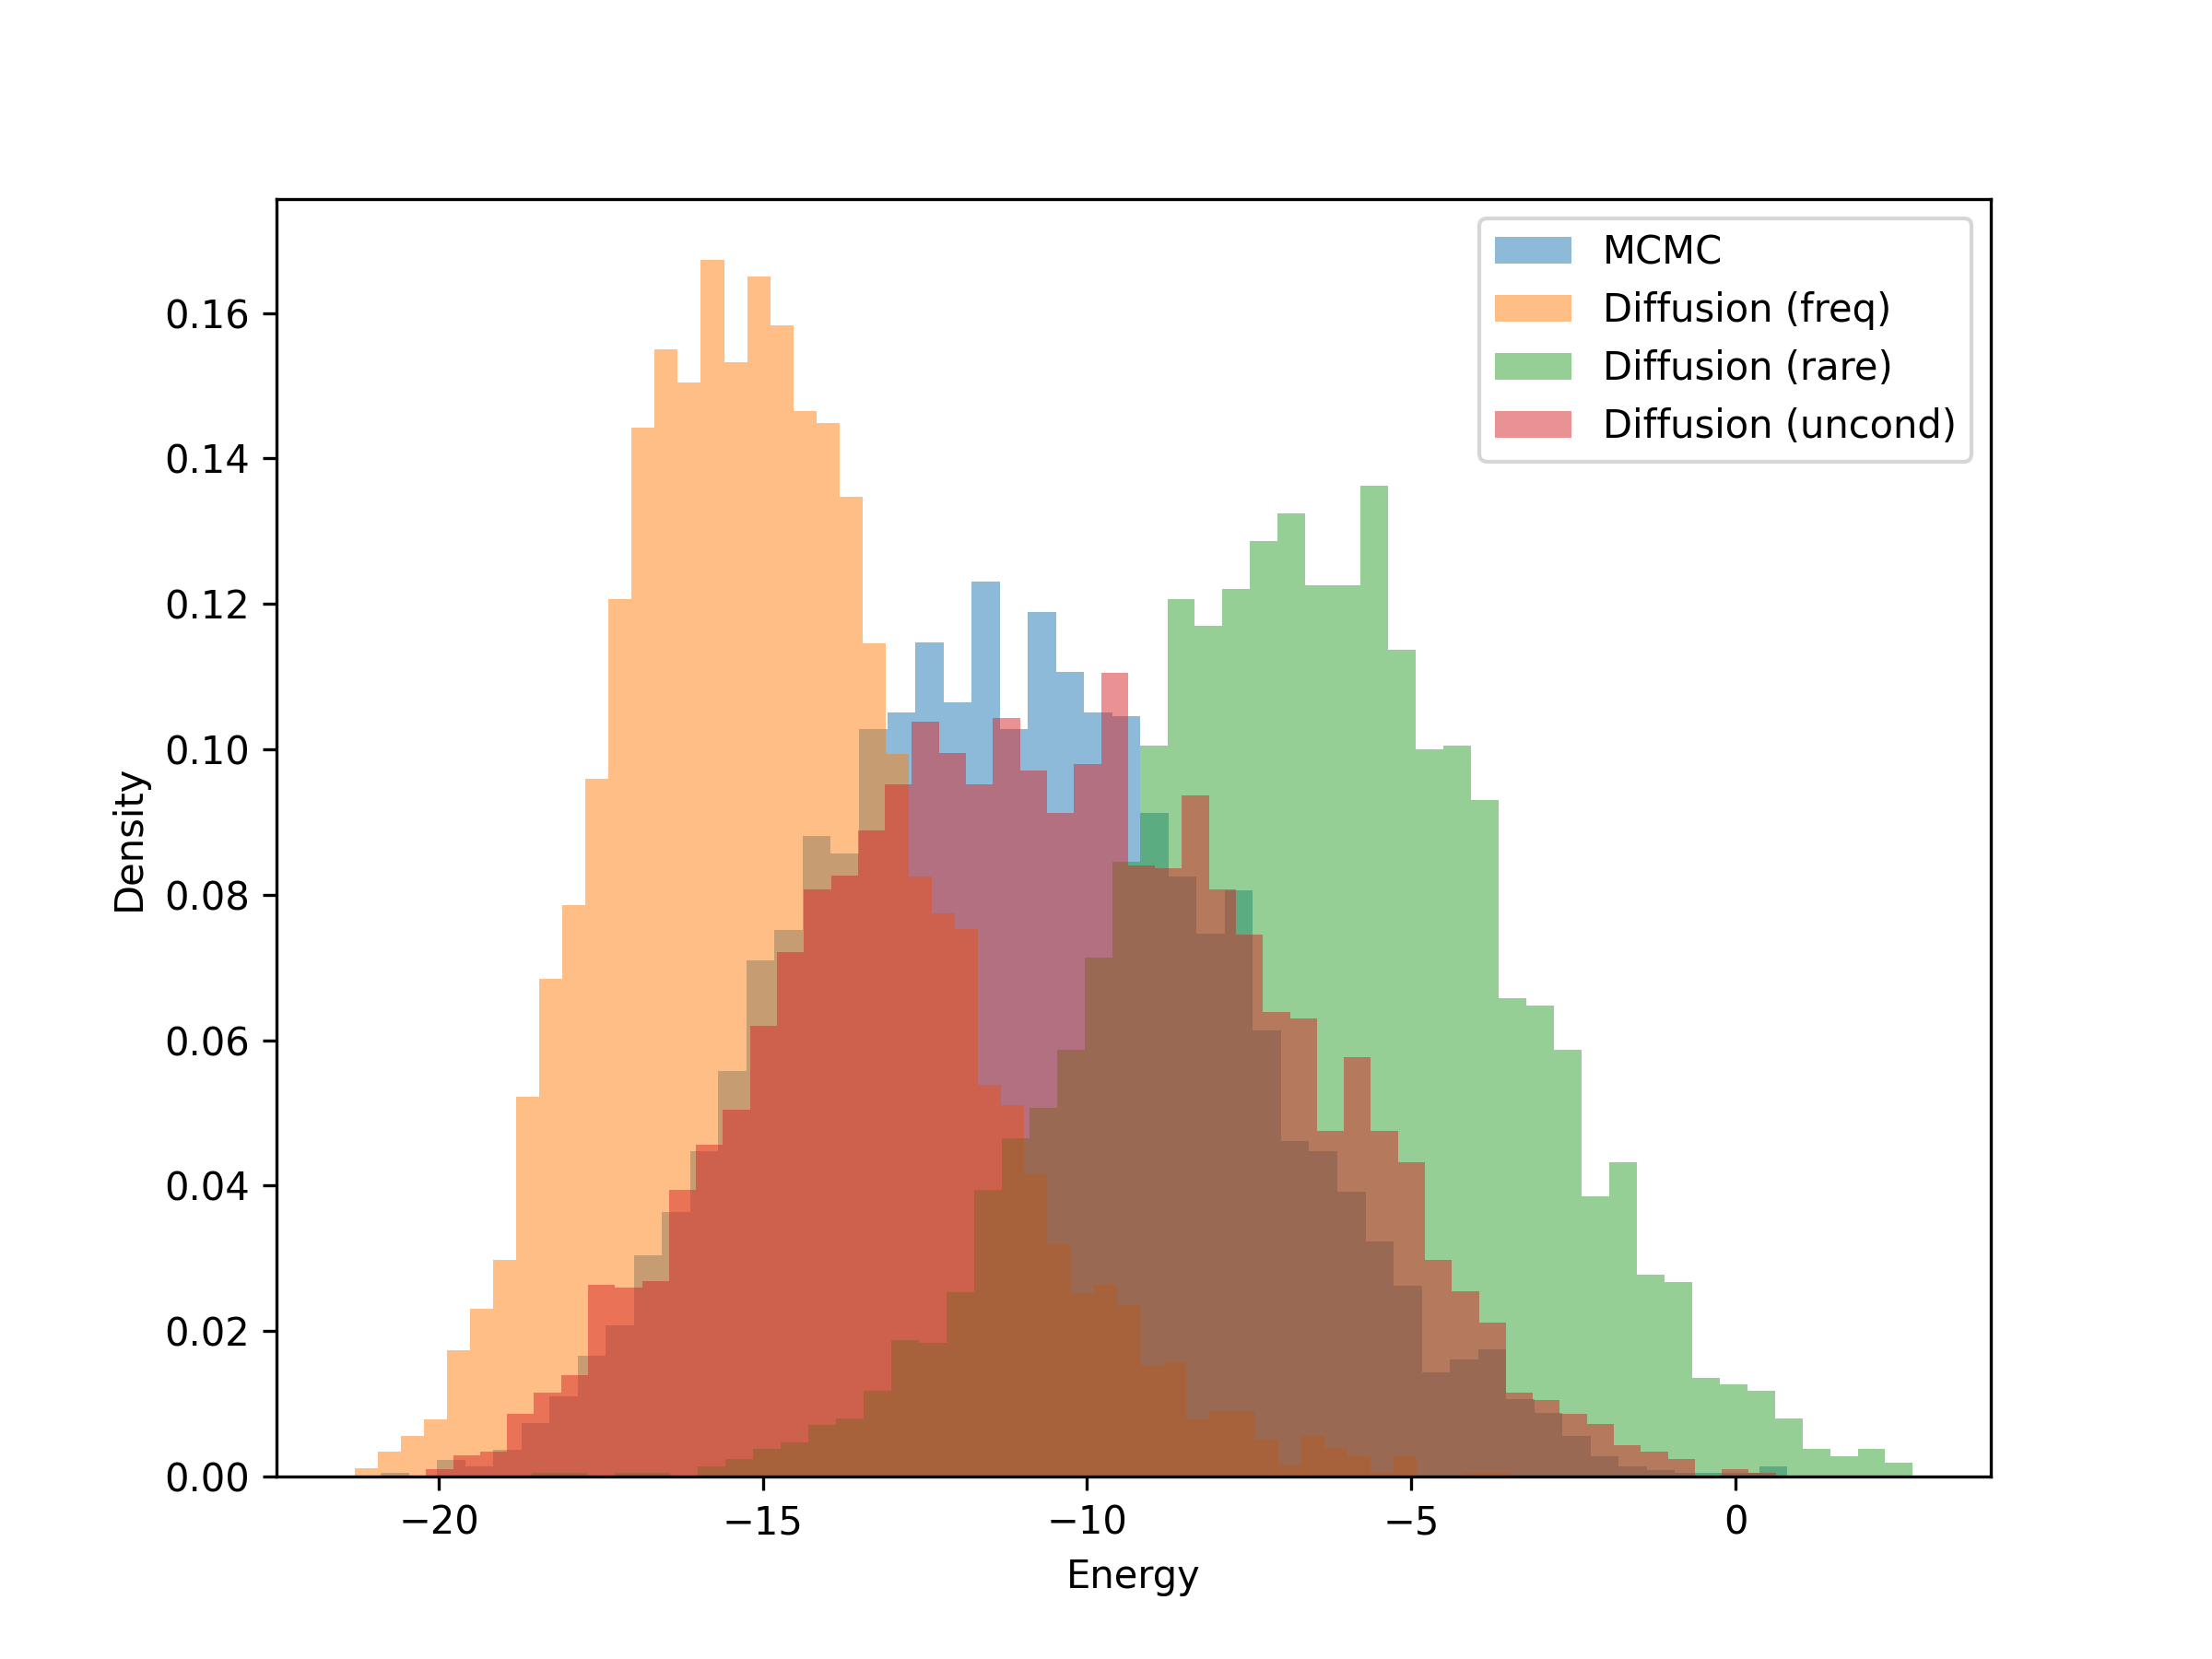 MCMC
Diffusion (freq)
Diffusion (rare)
Diffusion (uncond)
0.16
0.14
0.12
0.10
0.08
0.06
0.04
0.02
0.00
Density
−20 −15 −10 −5 0
Energy